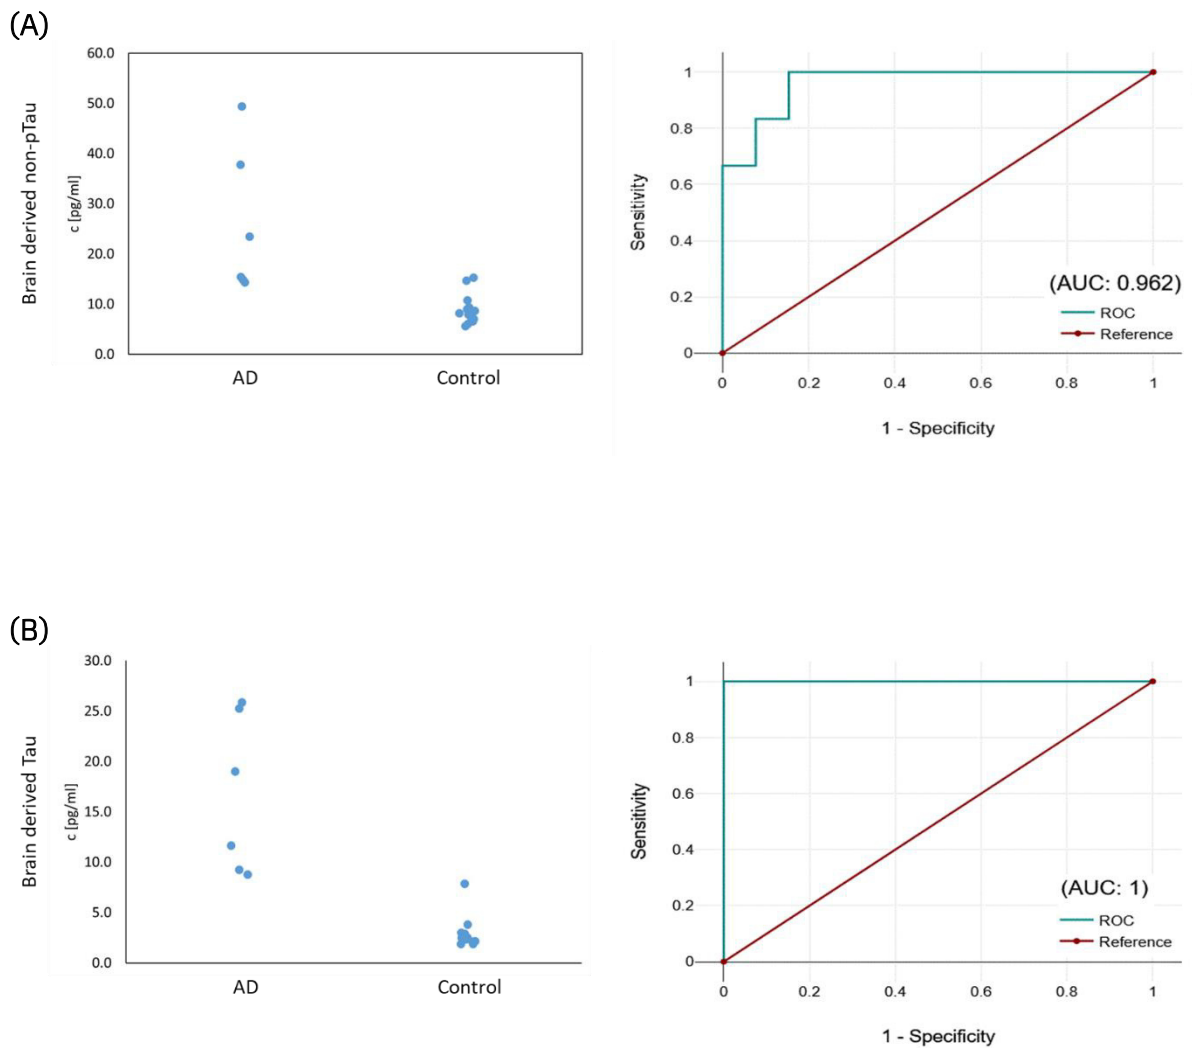 (A)
Brain derived non-pTau
c [pg/ml]
60.0
50.0
40.0
30.0
20.0
10.0
0.0
AD
Control
Sensitivity
1
0.8
0.6
0.4
0.2
0
(AUC: 0.962)
ROC
Reference
0
0.2
0.4
0.6
0.8
1
1 - Specificity
(B)
Brain derived Tau
c [pg/ml]
30.0
25.0
20.0
15.0
10.0
5.0
0.0
AD
Control
Sensitivity
1
0.8
0.6
0.4
0.2
0
(AUC: 1)
ROC
Reference
0
0.2
0.4
0.6
0.8
1
1 - Specificity